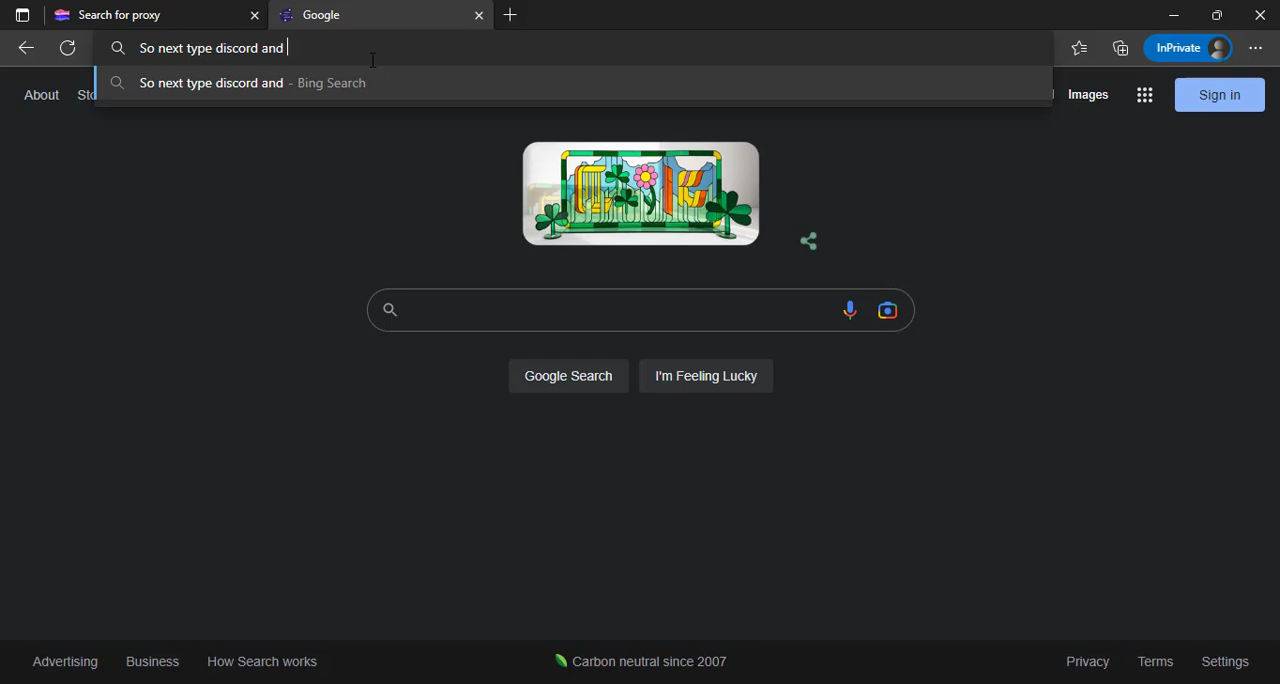 Search for proxy
Google
So next type discord and
InPrivate
So next type discord and - Bing Search
About
Images
Sign in
Google Search
I'm Feeling Lucky
Advertising
Business
How Search works
Carbon neutral since 2007
Privacy
Terms
Settings